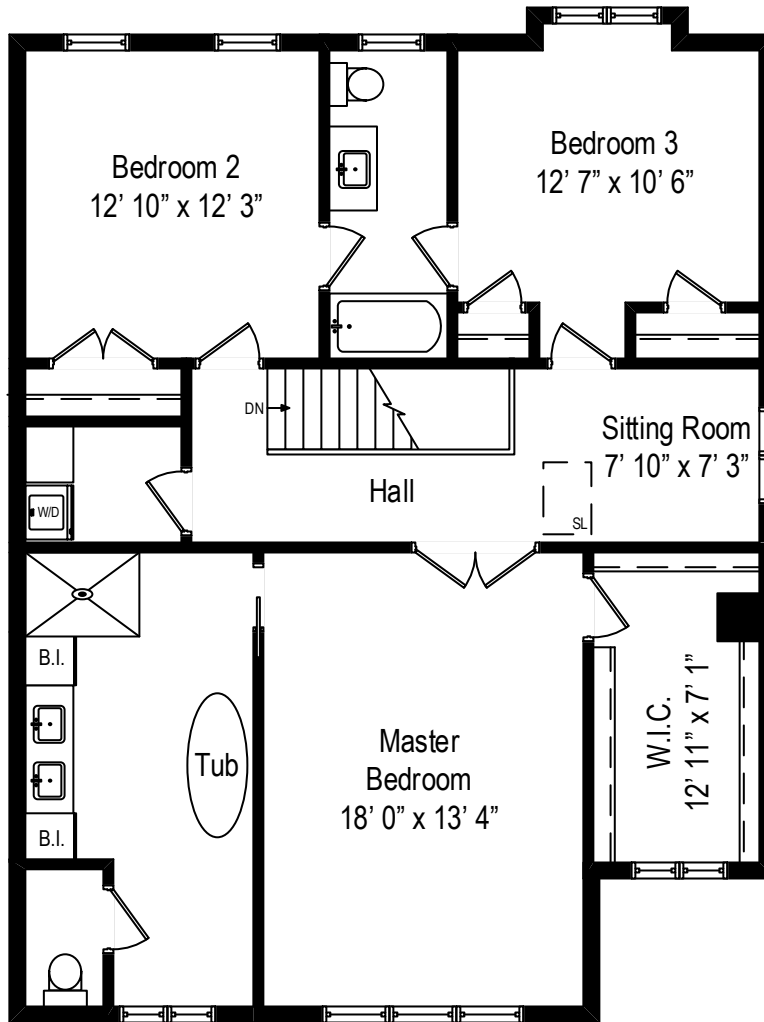 Bedroom 2
12’ 10” x 12’ 3”
Bedroom 3
12’ 7” x 10’ 6”
DN
Sitting Room
7’ 10” x 7’ 3”
Hall
SL
W/D
B.I.
Tub
B.I.
Master
Bedroom
18’ 0” x 13’ 4”
W.I.C.
12’ 11” x 7’ 1”